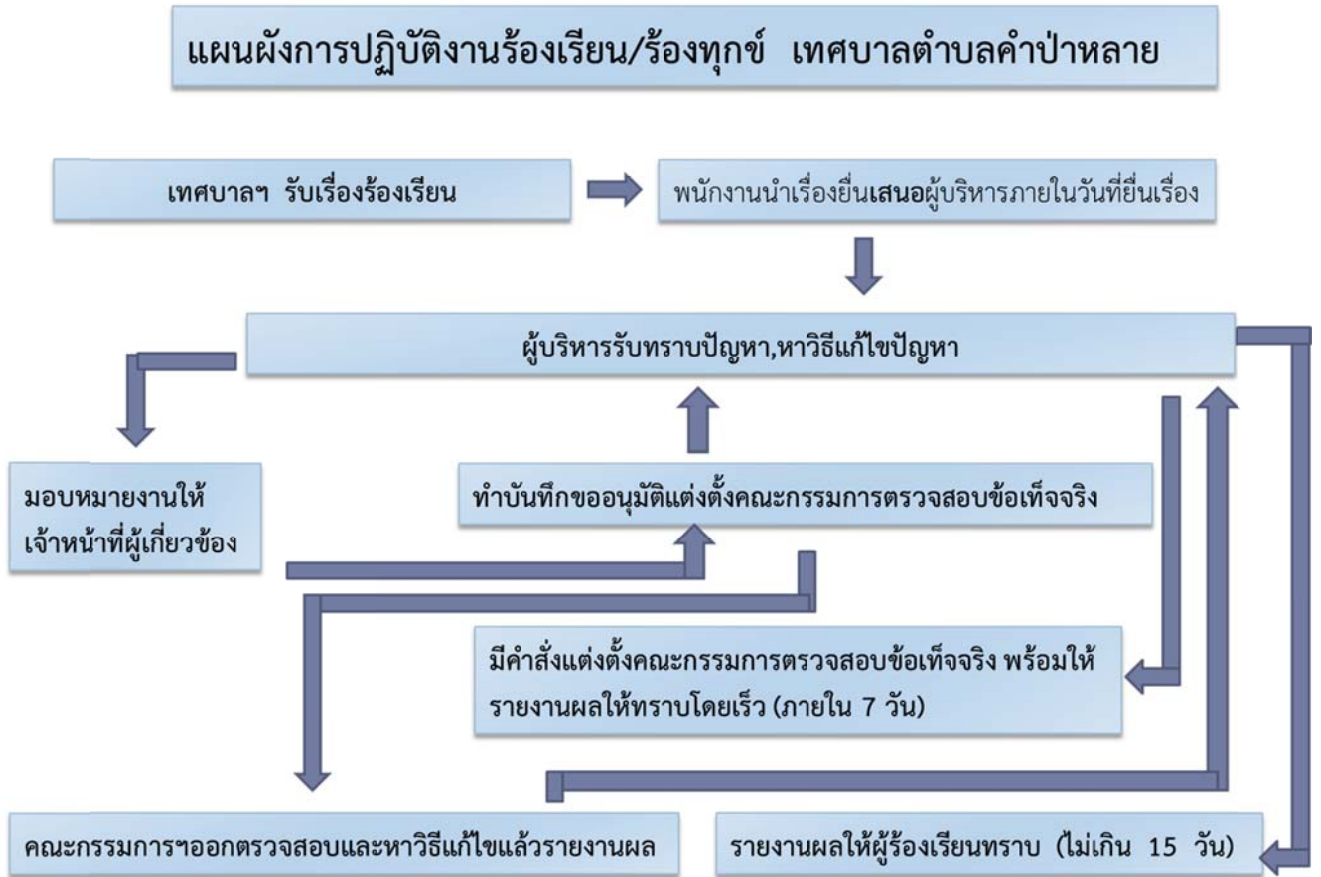 แผนผังการปฏิบัติงานร้องเรียน/ร้องทุกข์ เทศบาลตำบลคำป่าหลาย
เทศบาลฯ รับเรื่องร้องเรียน
พนักงานนำเรื่องยื่นเสนอผู้บริหารภายในวันที่ยื่นเรื่อง
ผู้บริหารรับทราบปัญหา,หาวิธีแก้ไขปัญหา
มอบหมายงานให้
เจ้าหน้าที่ผู้เกี่ยวข้อง
ทำบันทึกขออนุมัติแต่งตั้งคณะกรรมการตรวจสอบข้อเท็จจริง
มีคำสั่งแต่งตั้งคณะกรรมการตรวจสอบข้อเท็จจริง พร้อมให้
รายงานผลให้ทราบโดยเร็ว (ภายใน 7 วัน)
คณะกรรมการฯออกตรวจสอบและหาวิธีแก้ไขแล้วรายงานผล
รายงานผลให้ผู้ร้องเรียนทราบ (ไม่เกิน 15 วัน)